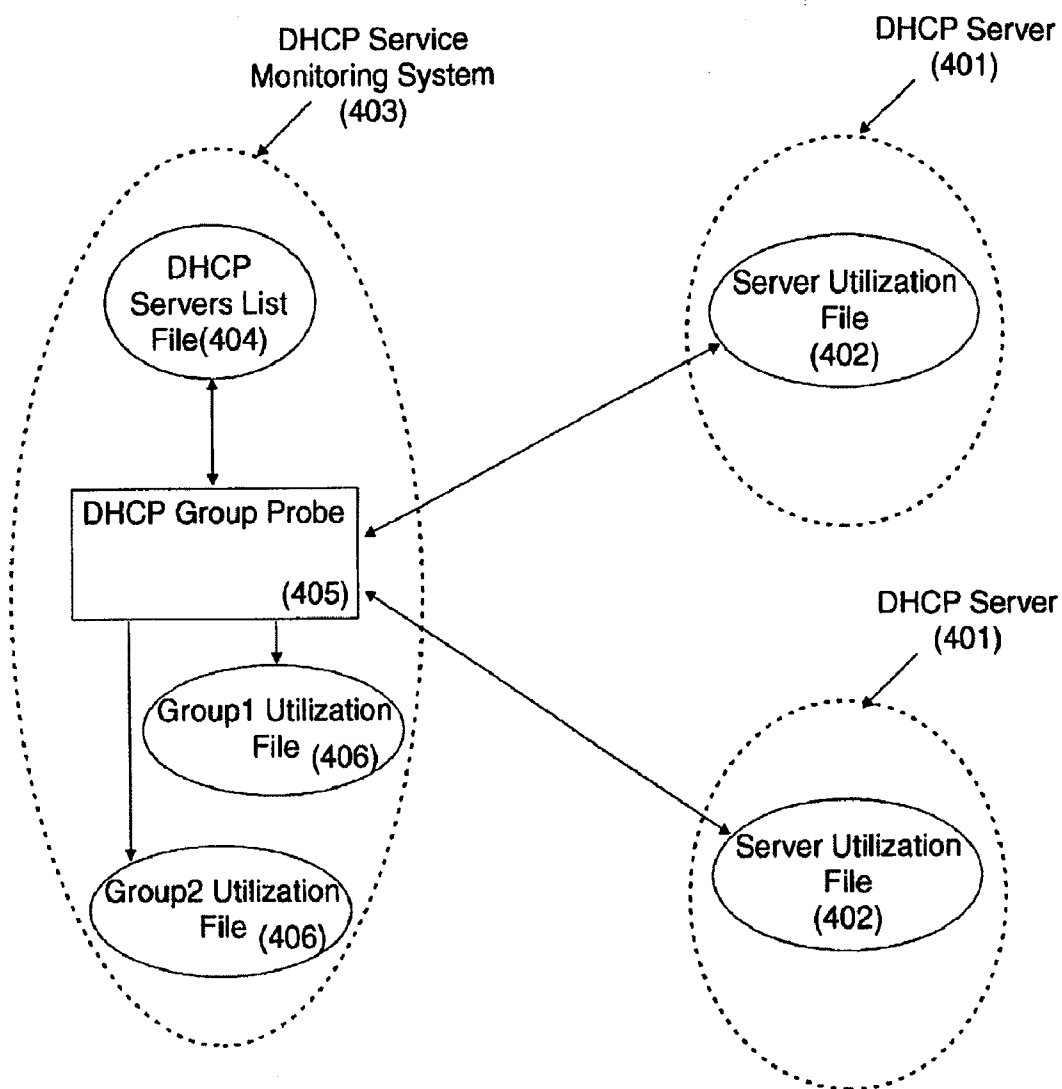 DHCP Service
Monitoring System
(403)
DHCP Server
(401)
DHCP
Servers List
File(404)
Server Utilization
File
(402)
DHCP Group Probe
(405)
DHCP Server
(401)
Group1 Utilization
File (406)
Server Utilization
File
(402)
Group2 Utilization
File (406)